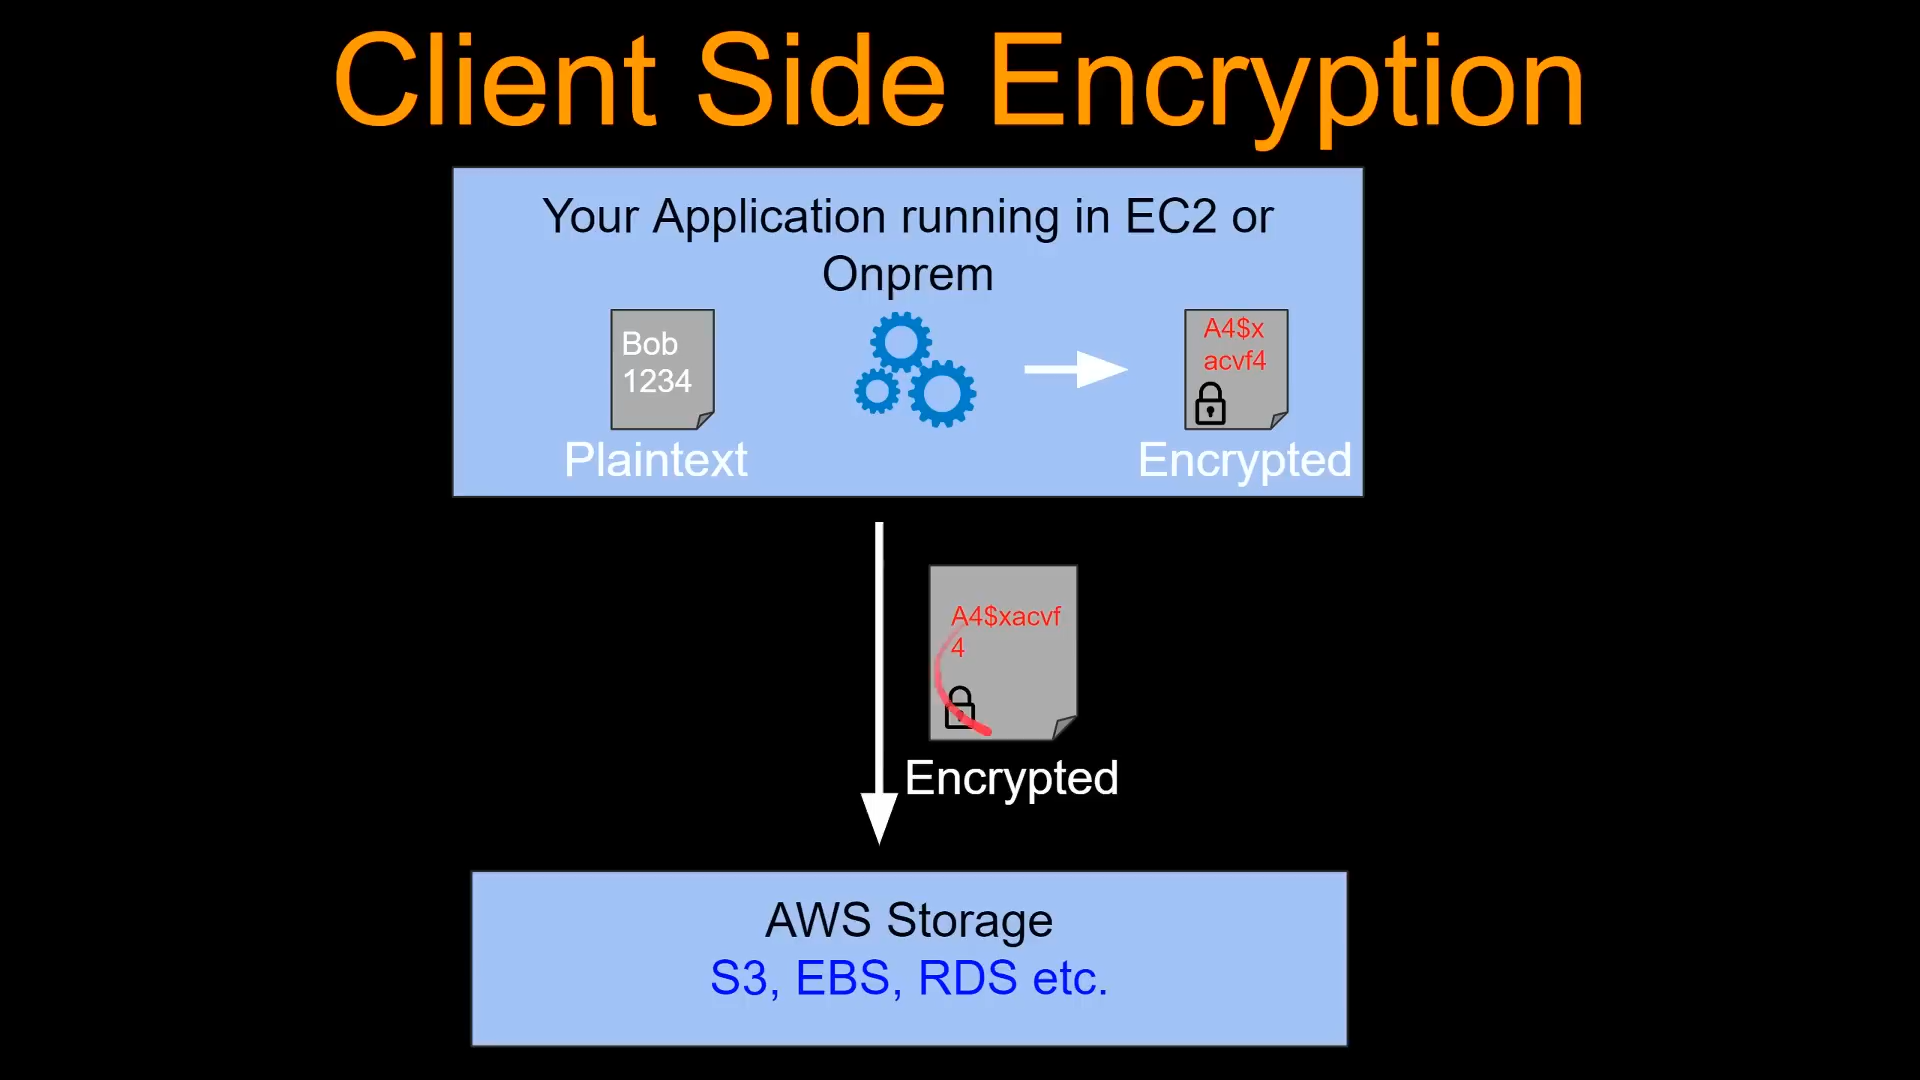 Client Side Encryption
Your Application running in EC2 or
Onprem
Bob
1234
A4$x
acvf4
Plaintext
Encrypted
A4$xacvf
4
Encrypted
AWS Storage
S3, EBS, RDS etc.